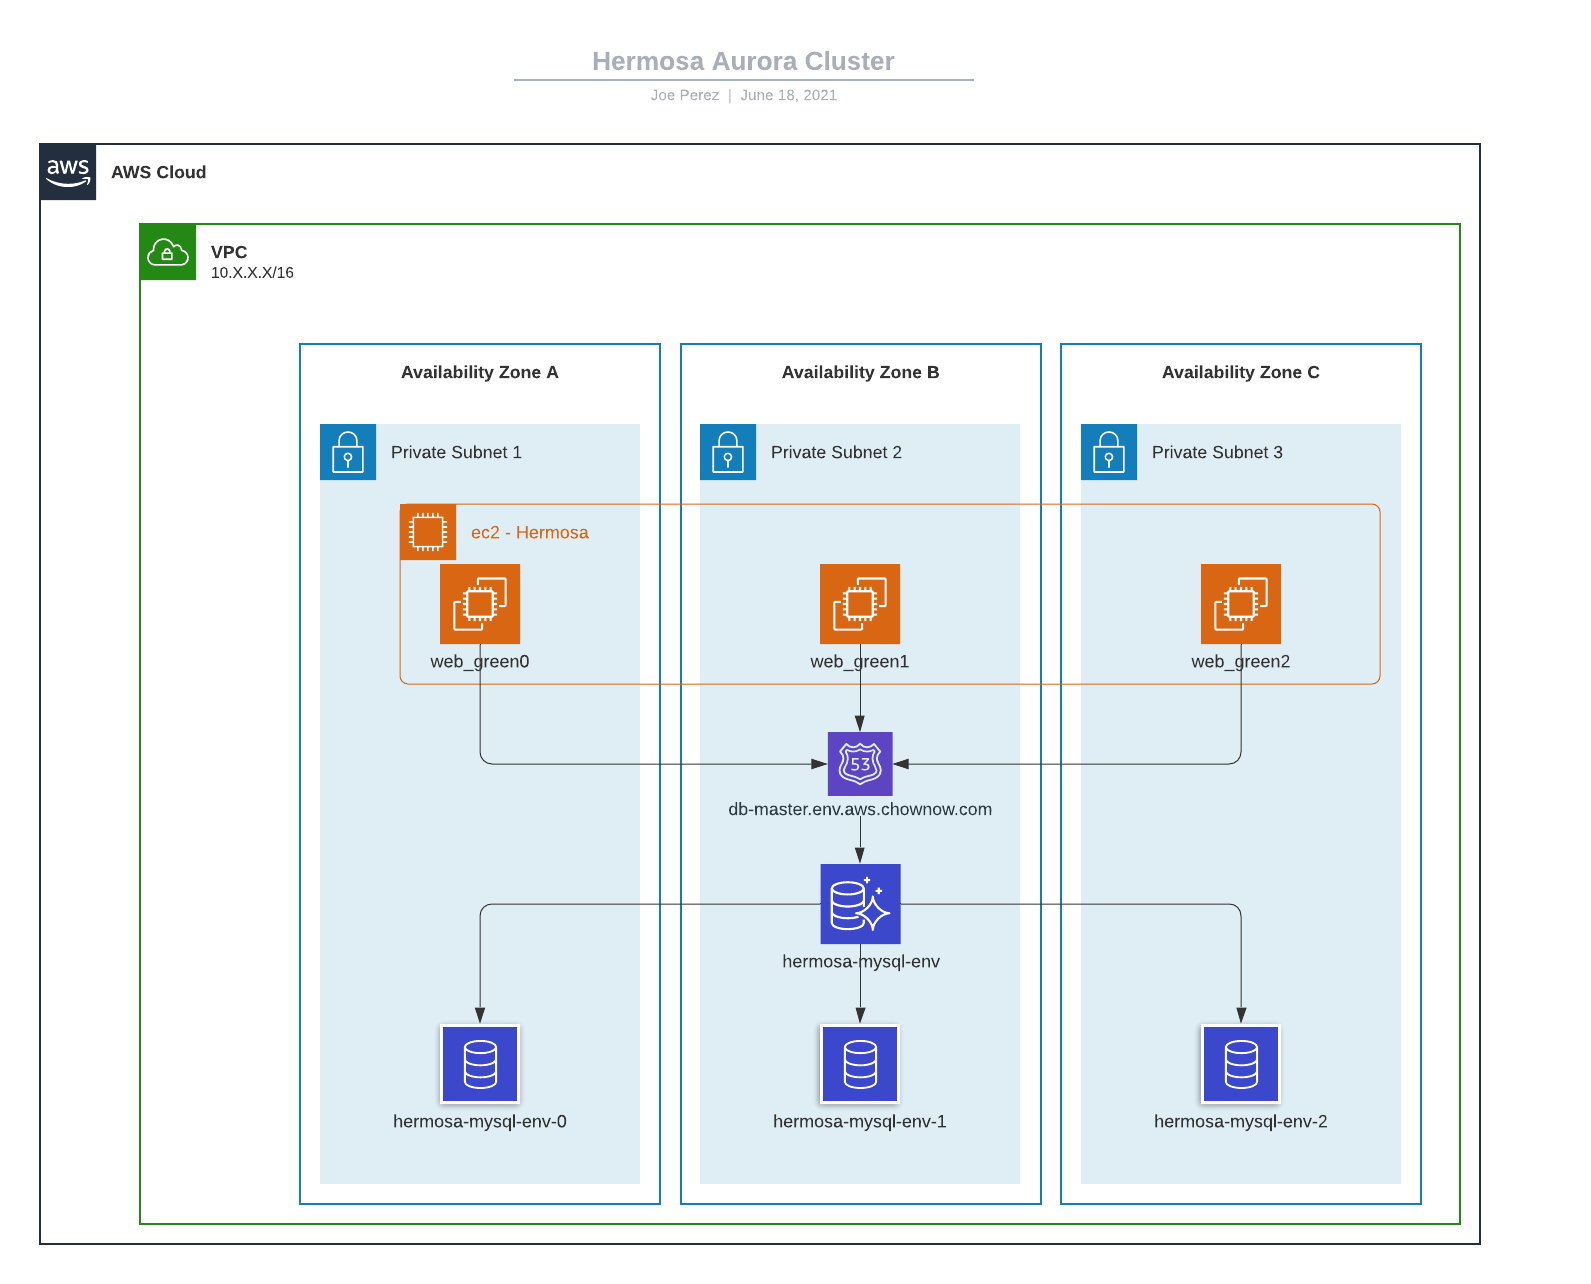 Hermosa Aurora Cluster
Joe Perez | June 18, 2021
aws
AWS Cloud
VPC
10.X.X.X/16
Availability Zone A
Availability Zone B
Availability Zone C
Private Subnet 1
Private Subnet 2
Private Subnet 3
ec2 - Hermosa
web_green0
web_green1
web_green2
53
db-master.env.aws.chownow.com
hermosa-mysql-env
hermosa-mysql-env-0
hermosa-mysql-env-1
hermosa-mysql-env-2